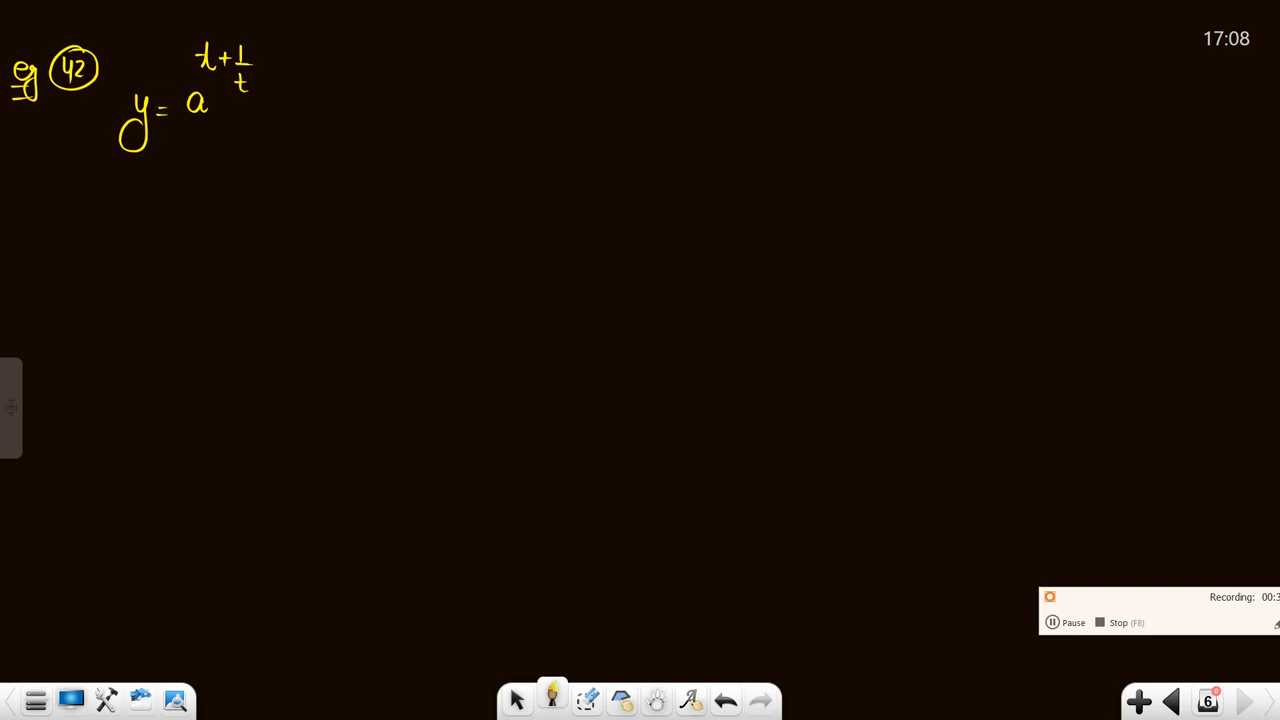 17:08
eg 42
y = a^{t+1/t}
Recording: 00:3
Pause Stop (F8)
6